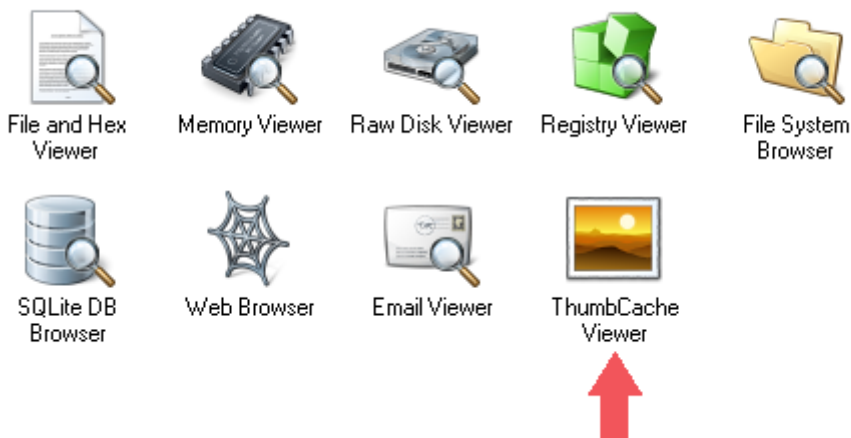 File and Hex
Viewer
Memory Viewer
Raw Disk Viewer
Registry Viewer
File System
Browser
SQLite DB
Browser
Web Browser
Email Viewer
ThumbCache
Viewer